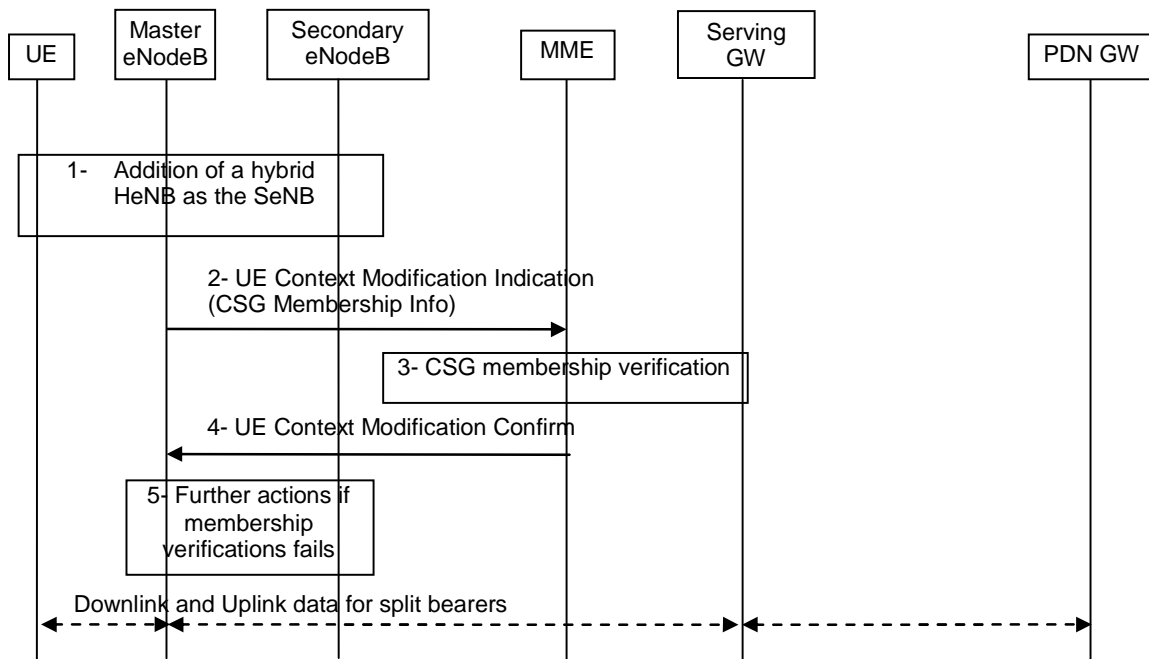 UE
Master
eNodeB
Secondary
eNodeB
MME
Serving
GW
PDN GW
1- Addition of a hybrid
HeNB as the SeNB
2- UE Context Modification Indication
(CSG Membership Info)
3- CSG membership verification
4- UE Context Modification Confirm
5- Further actions if
membership
verifications fails
Downlink and Uplink data for split bearers